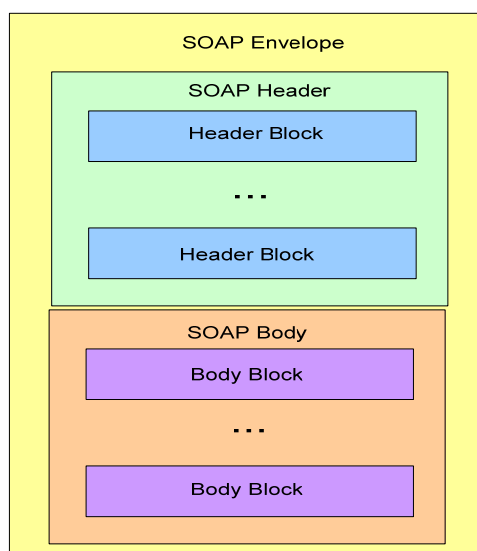 SOAP Envelope
SOAP Header
Header Block
...
Header Block
SOAP Body
Body Block
...
Body Block